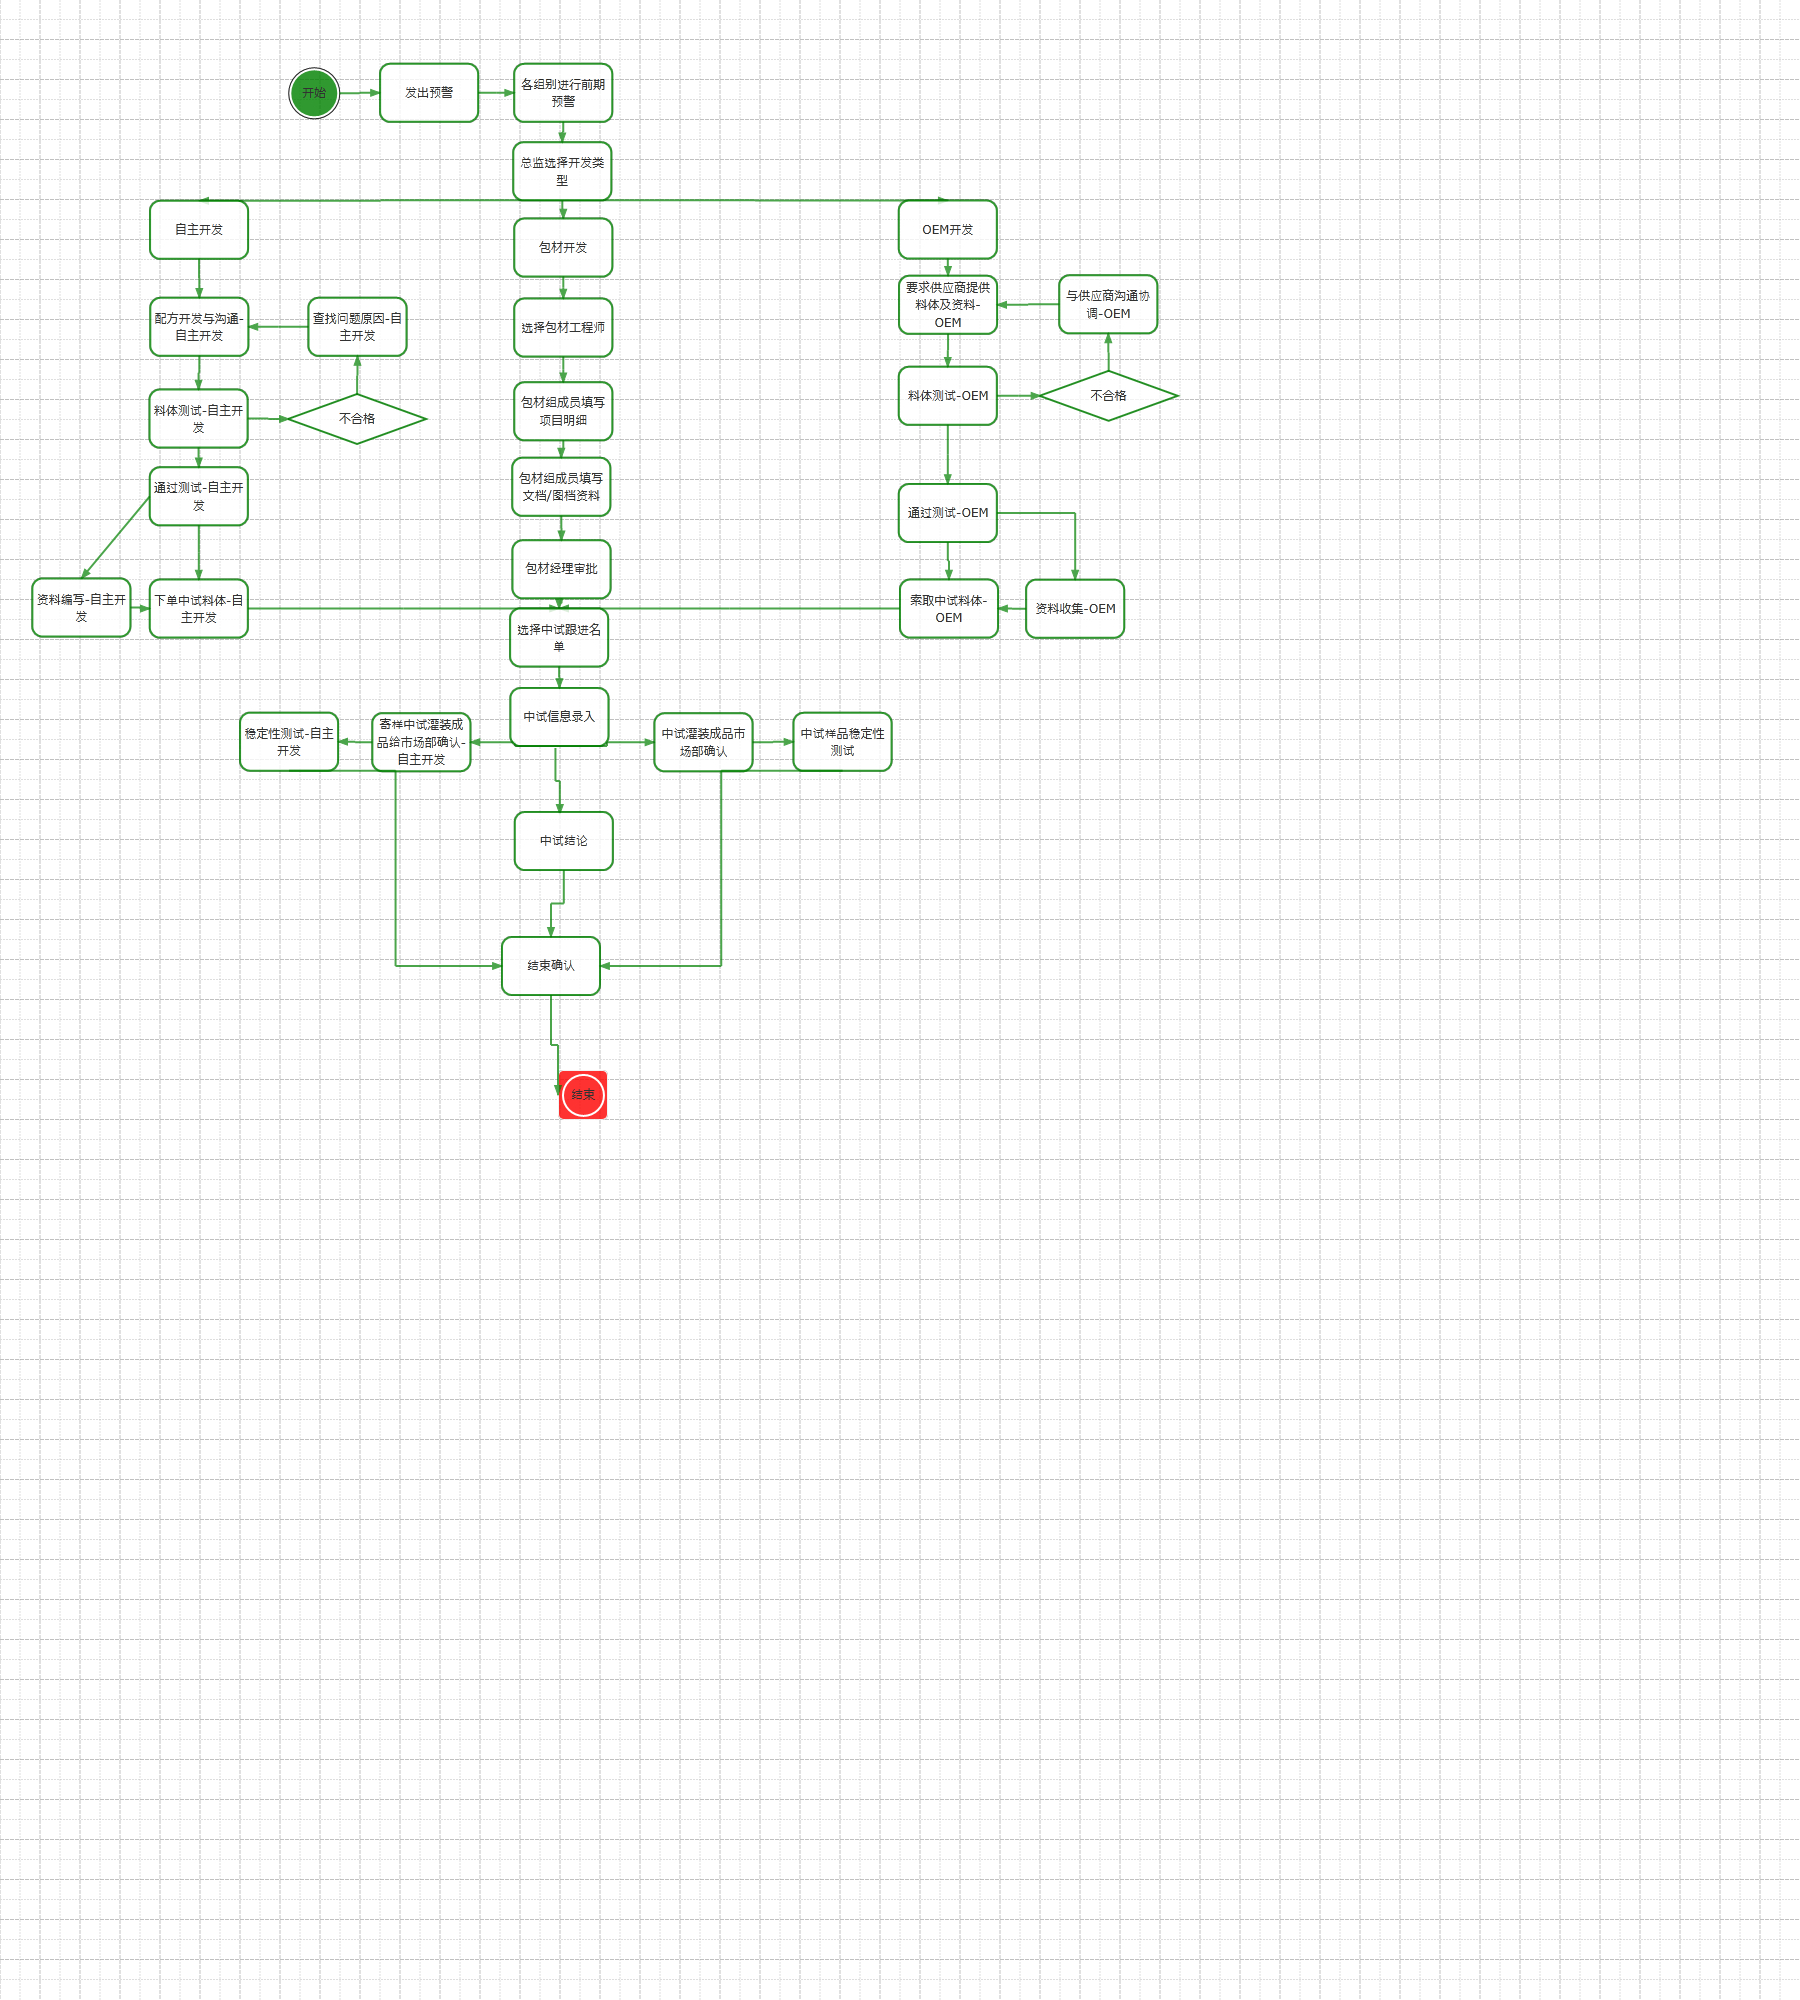 开始
发出预警
各组别进行前期
预警
总监选择开发类
型
自主开发
包材开发
OEM开发
配方开发与沟通-
自主开发
查找问题原因-自
主开发
选择包材工程师
要求供应商提供
料体及资料-
OEM
与供应商沟通协
调-OEM
料体测试-自主开
发
不合格
包材组成员填写
项目明细
料体测试-OEM
不合格
通过测试-自主开
发
包材组成员填写
文档/图档资料
通过测试-OEM
资料编写-自主开
发
下单中试料体-自
主开发
包材经理审批
索取中试料体-
OEM
资料收集-OEM
选择中试跟进名
单
稳定性测试-自主
开发
寄样中试灌装成
品给市场部确认-
自主开发
中试信息录入
中试灌装成品市
场部确认
中试样品稳定性
测试
中试结论
结束确认
结束